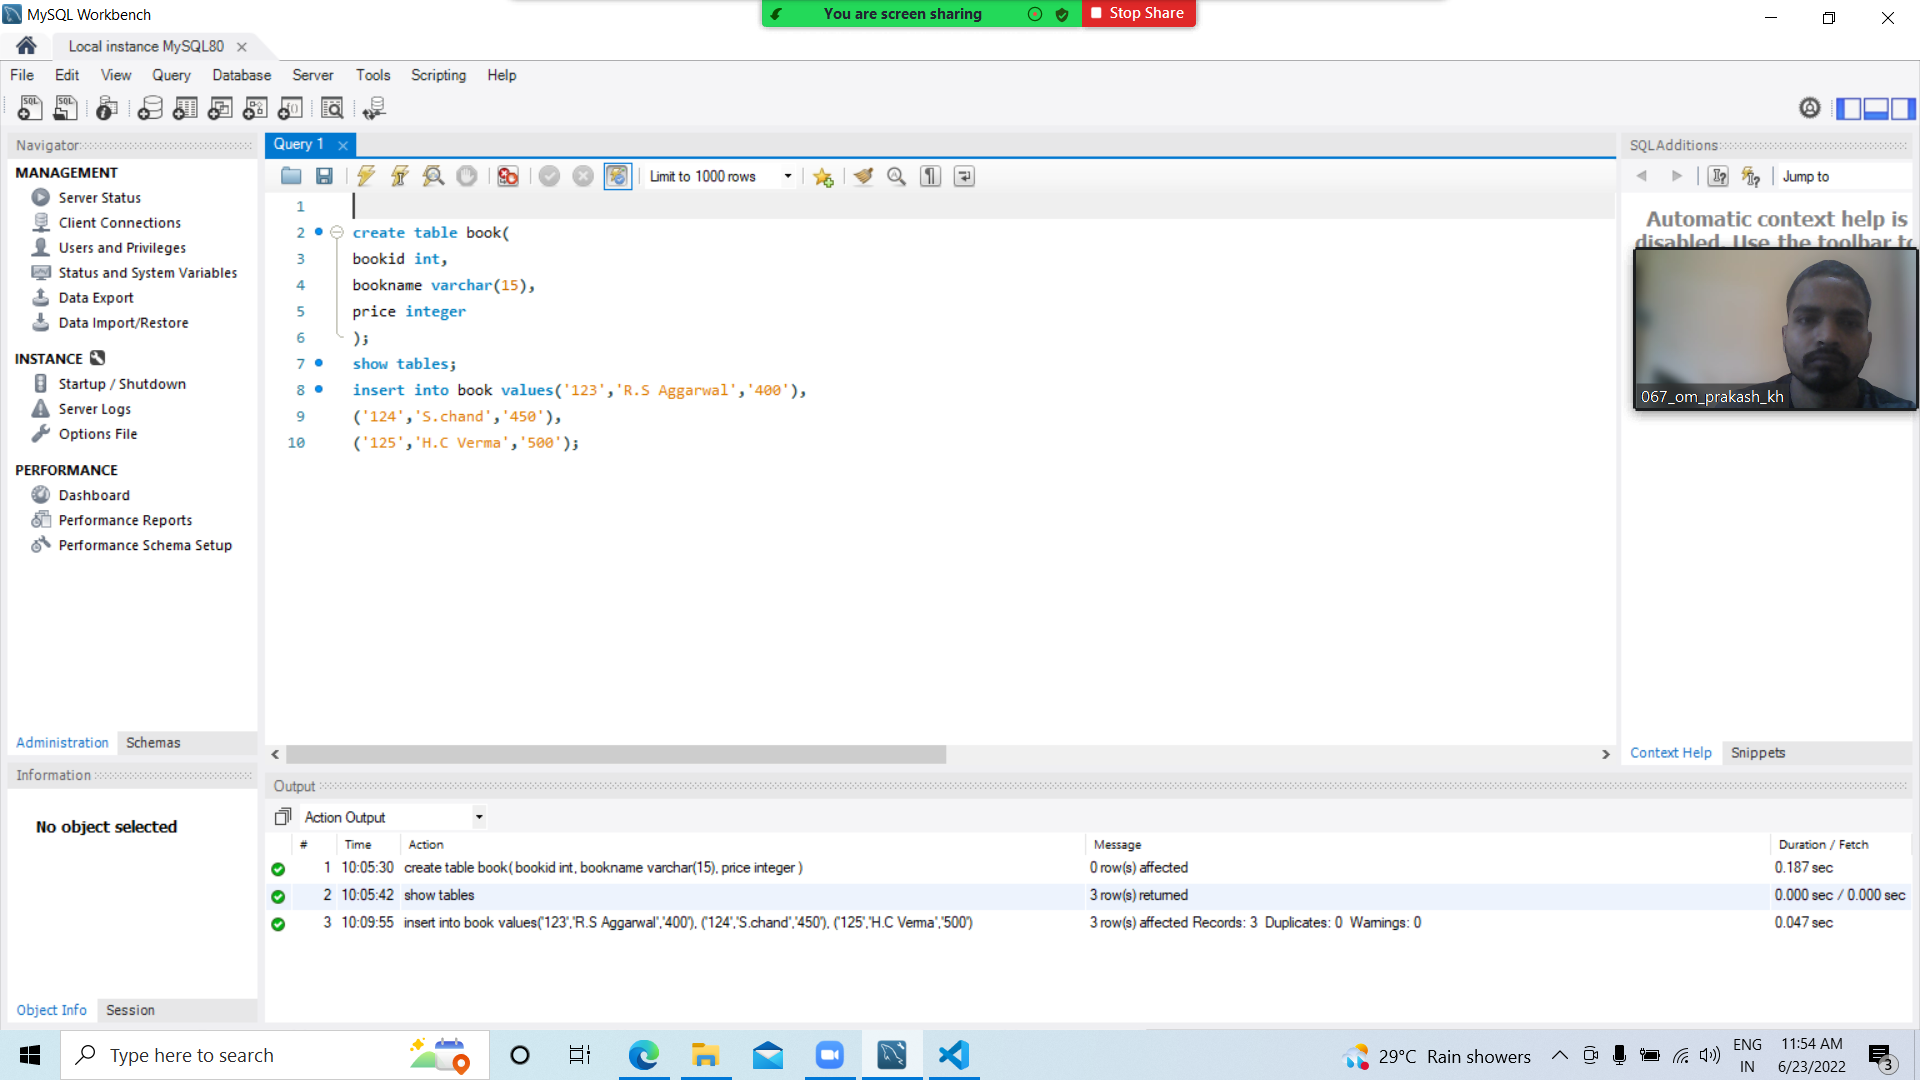 MySQL Workbench
You are screen sharing
Stop Share
Local instance MySQL80
File Edit View Query Database Server Tools Scripting Help
Navigator
MANAGEMENT
Server Status
Client Connections
Users and Privileges
Status and System Variables
Data Export
Data Import/Restore
INSTANCE
Startup / Shutdown
Server Logs
Options File
PERFORMANCE
Dashboard
Performance Reports
Performance Schema Setup
Administration Schemas
Information
No object selected
Object Info Session
Query 1
Limit to 1000 rows
1
2 create table book(
3 bookid int,
4 bookname varchar(15),
5 price integer
6 );
7 show tables;
8 insert into book values('123','R.S Aggarwal','400'),
9 ('124','S.chand','450'),
10 ('125','H.C Verma','500');
SQLAdditions
Jump to
Automatic context help is
disabled. Use the toolbar to
067_om_prakash_kh
Context Help Snippets
Output
Action Output
# Time Action Message Duration / Fetch
1 10:05:30 create table book( bookid int, bookname varchar(15), price integer ) 0 row(s) affected 0.187 sec
2 10:05:42 show tables 3 row(s) returned 0.000 sec / 0.000 sec
3 10:09:55 insert into book values('123','R.S Aggarwal','400'), ('124','S.chand','450'), ('125','H.C Verma','500') 3 row(s) affected Records: 3 Duplicates: 0 Warnings: 0 0.047 sec
Type here to search
29°C Rain showers
ENG
IN
11:54 AM
6/23/2022
3